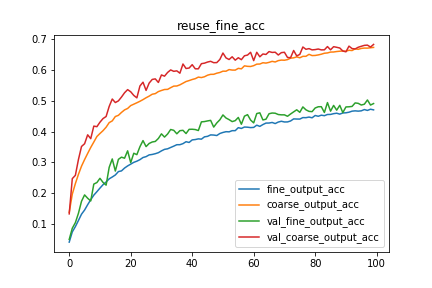 reuse_fine_acc
0.7
0.6
0.5
0.4
0.3
0.2
0.1
0
20
40
60
80
100
fine_output_acc
coarse_output_acc
val_fine_output_acc
val_coarse_output_acc